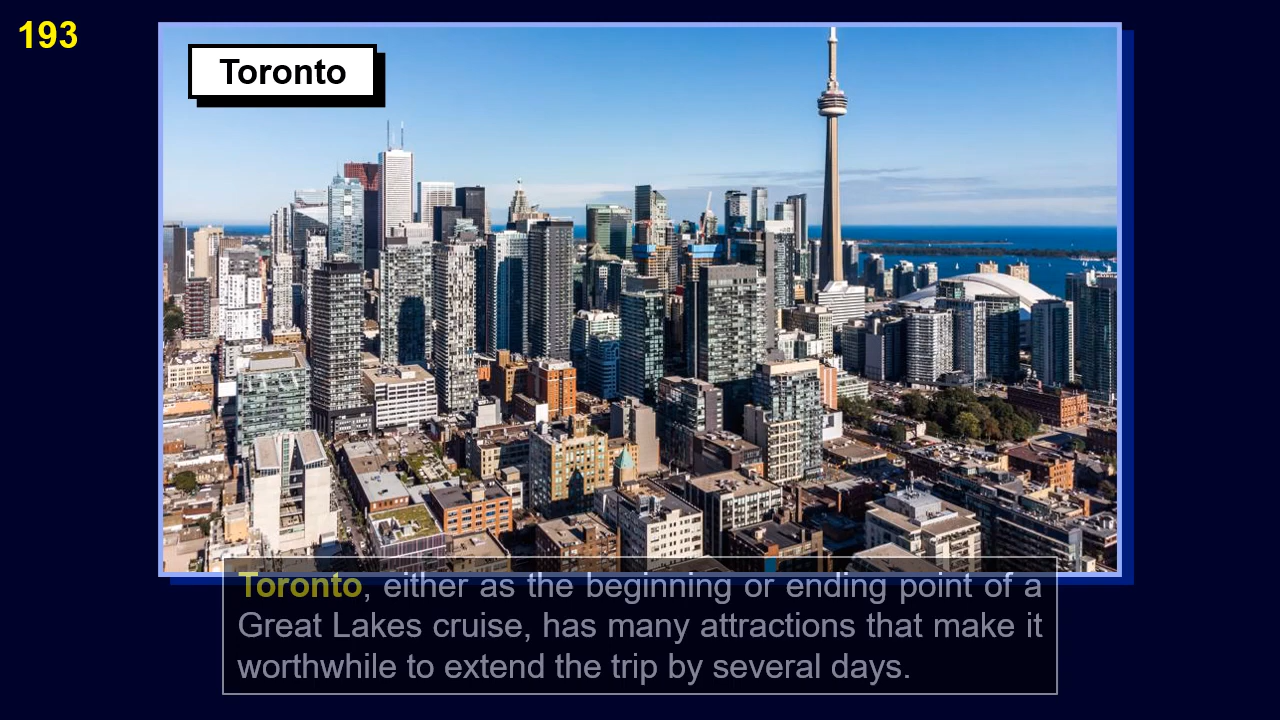 193
Toronto
Toronto, either as the beginning or ending point of a
Great Lakes cruise, has many attractions that make it
worthwhile to extend the trip by several days.